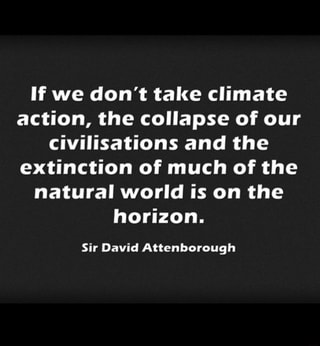 If we don't take climate
action, the collapse of our
civilisations and the
extinction of much of the
natural world is on the
horizon.
Sir David Attenborough